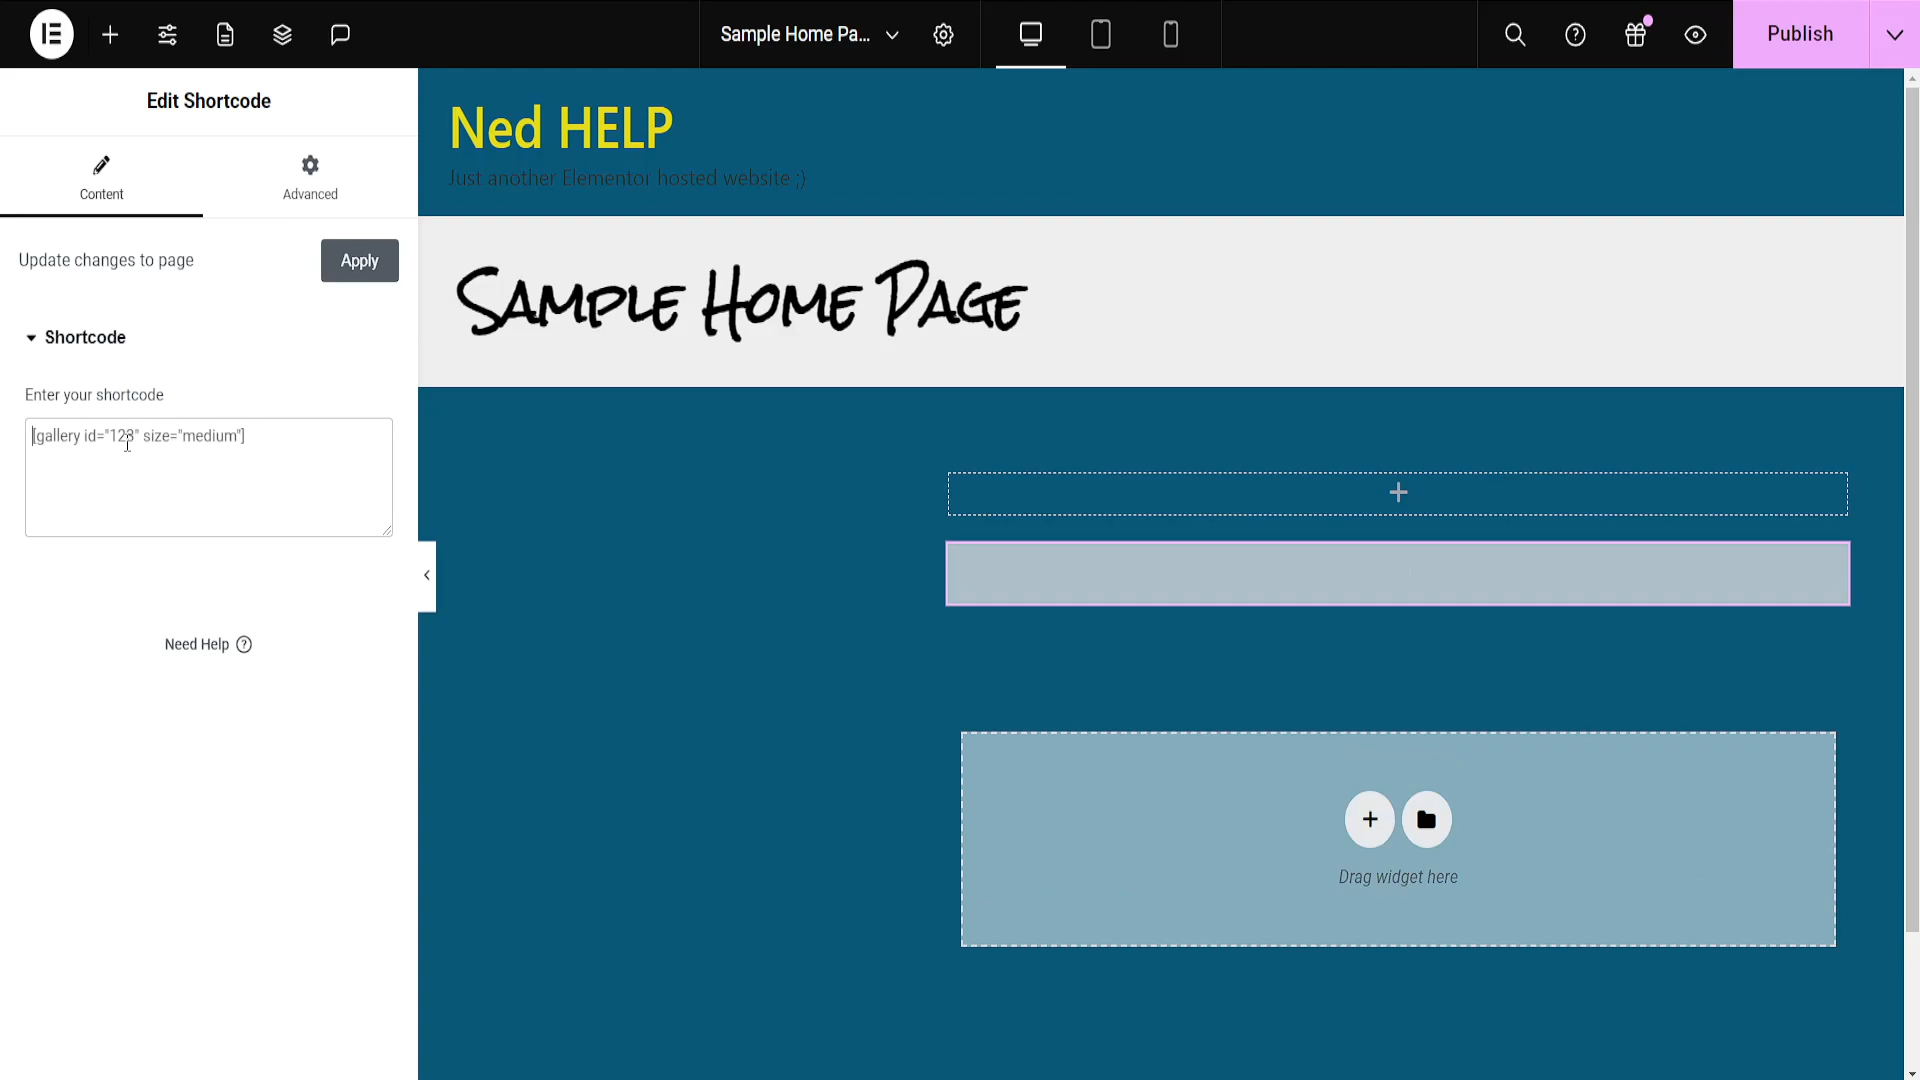 Sample Home Pa...
Publish
Edit Shortcode
Content
Advanced
Update changes to page
Apply
Shortcode
Enter your shortcode
[gallery id="123" size="medium"]
Need Help
Ned HELP
Just another Elementor hosted website ;)
Sample Home Page
Drag widget here